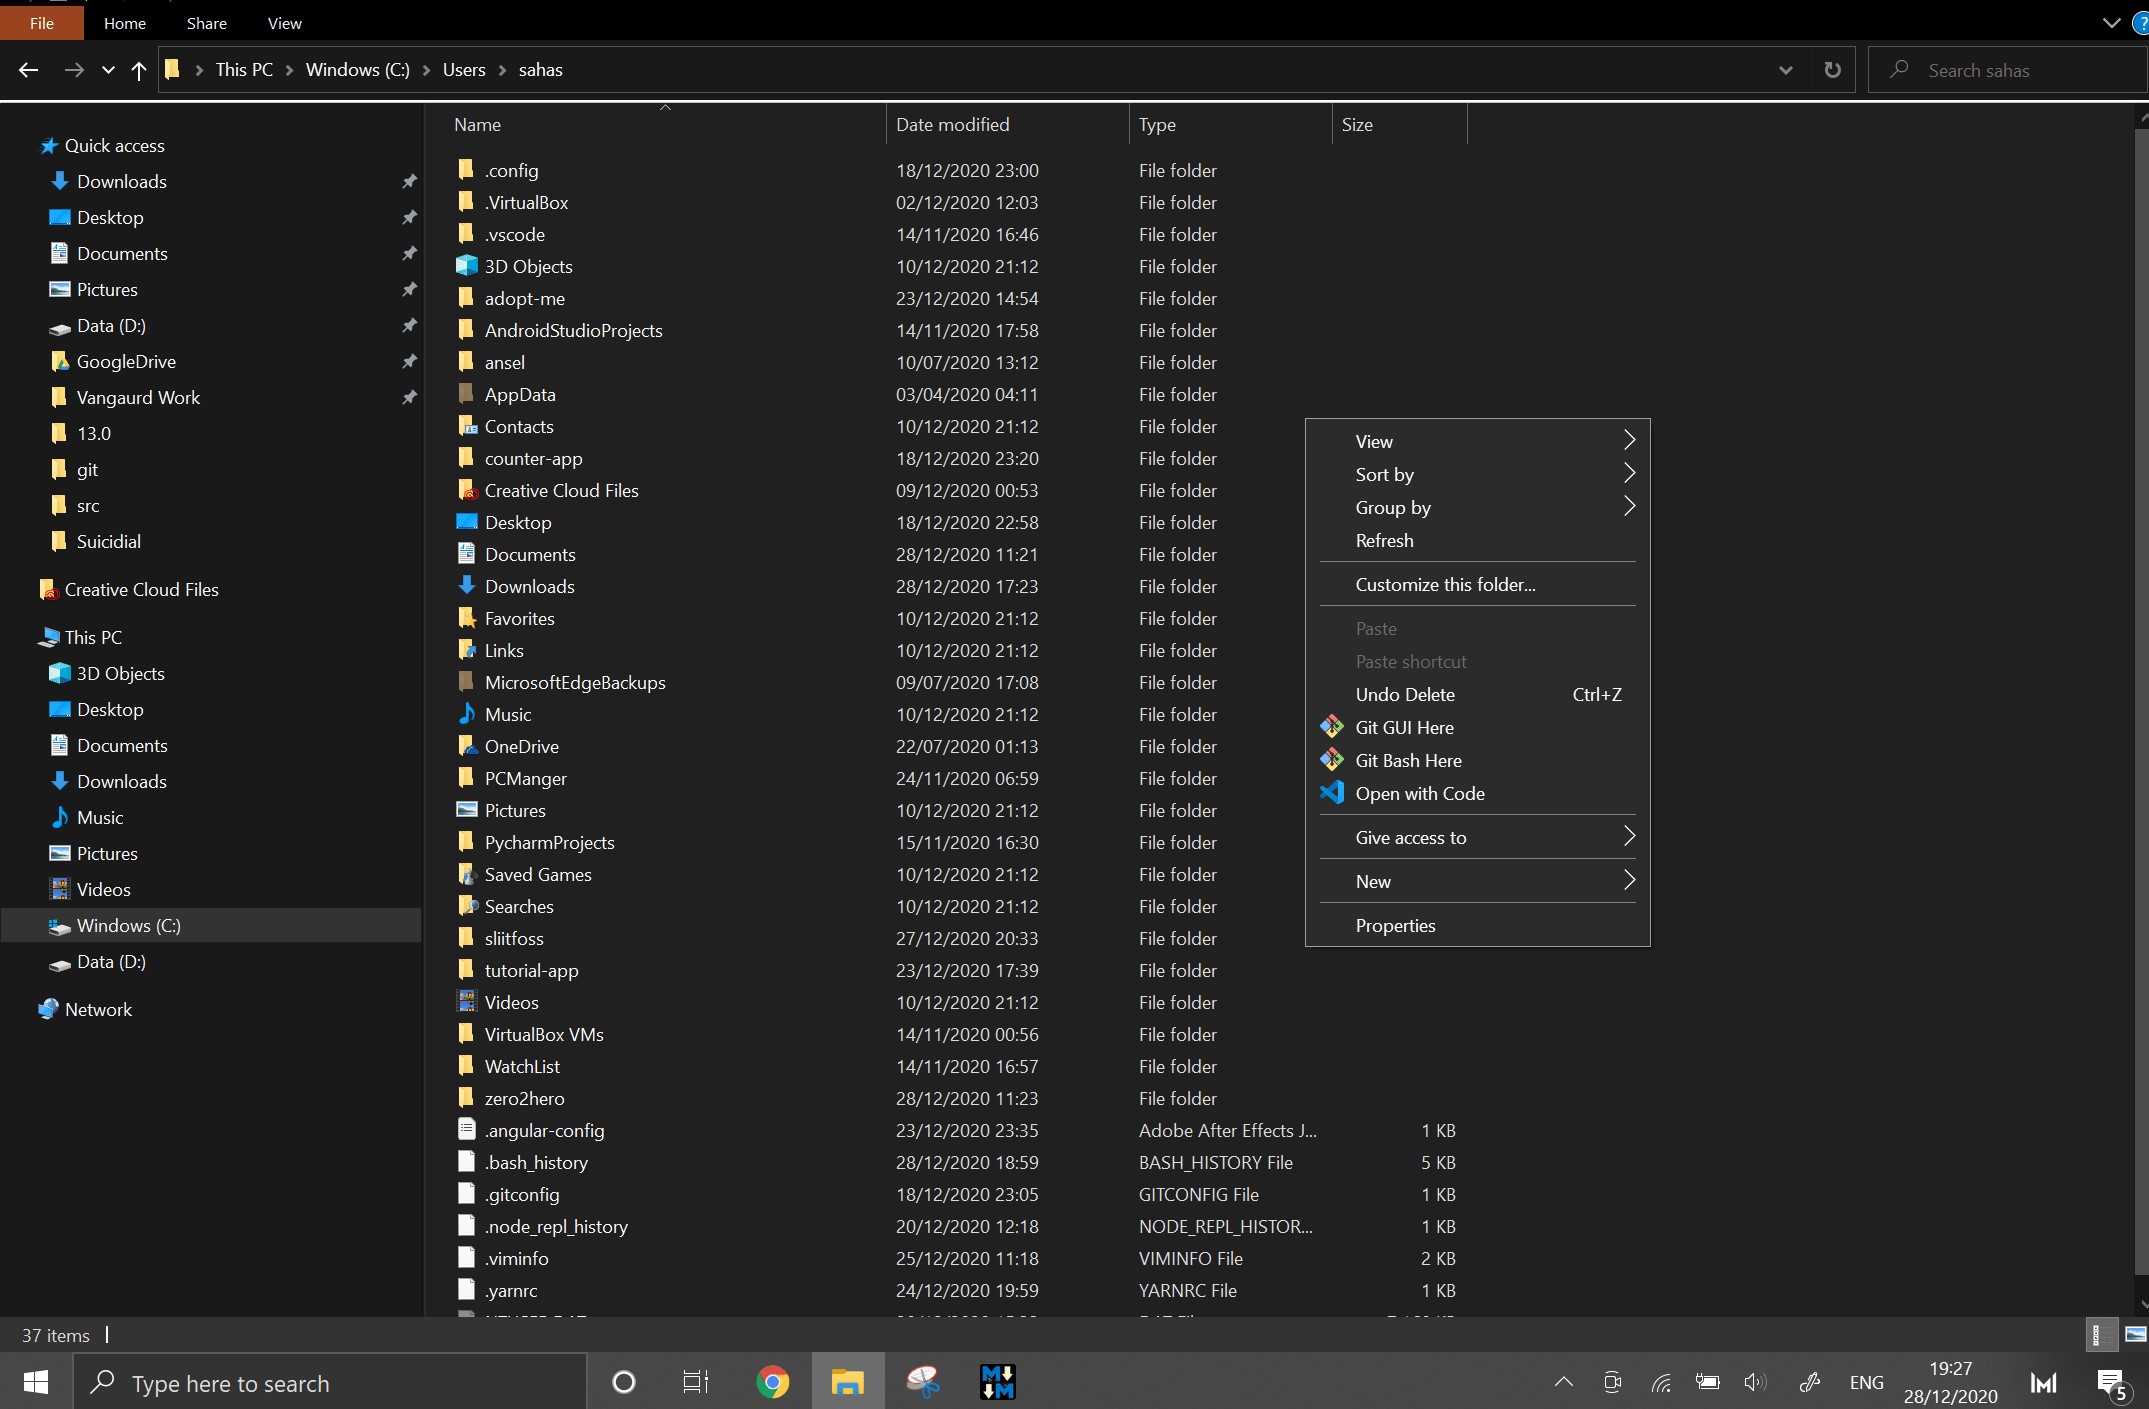 File Home Share View
This PC > Windows (C:) > Users > sahas
Search sahas
Quick access
Downloads
Desktop
Documents
Pictures
Data (D:)
GoogleDrive
Vangaurd Work
13.0
git
src
Suicidial
Creative Cloud Files
This PC
3D Objects
Desktop
Documents
Downloads
Music
Pictures
Videos
Windows (C:)
Data (D:)
Network
Name Date modified Type Size
.config 18/12/2020 23:00 File folder
.VirtualBox 02/12/2020 12:03 File folder
.vscode 14/11/2020 16:46 File folder
3D Objects 10/12/2020 21:12 File folder
adopt-me 23/12/2020 14:54 File folder
AndroidStudioProjects 14/11/2020 17:58 File folder
ansel 10/07/2020 13:12 File folder
AppData 03/04/2020 04:11 File folder
Contacts 10/12/2020 21:12 File folder
counter-app 18/12/2020 23:20 File folder
Creative Cloud Files 09/12/2020 00:53 File folder
Desktop 18/12/2020 22:58 File folder
Documents 28/12/2020 11:21 File folder
Downloads 28/12/2020 17:23 File folder
Favorites 10/12/2020 21:12 File folder
Links 10/12/2020 21:12 File folder
MicrosoftEdgeBackups 09/07/2020 17:08 File folder
Music 10/12/2020 21:12 File folder
OneDrive 22/07/2020 01:13 File folder
PCManger 24/11/2020 06:59 File folder
Pictures 10/12/2020 21:12 File folder
PycharmProjects 15/11/2020 16:30 File folder
Saved Games 10/12/2020 21:12 File folder
Searches 10/12/2020 21:12 File folder
sliitfoss 27/12/2020 20:33 File folder
tutorial-app 23/12/2020 17:39 File folder
Videos 10/12/2020 21:12 File folder
VirtualBox VMs 14/11/2020 00:56 File folder
WatchList 14/11/2020 16:57 File folder
zero2hero 28/12/2020 11:23 File folder
.angular-config 23/12/2020 23:35 Adobe After Effects J... 1 KB
.bash_history 28/12/2020 18:59 BASH_HISTORY File 5 KB
.gitconfig 18/12/2020 23:05 GITCONFIG File 1 KB
.node_repl_history 20/12/2020 12:18 NODE_REPL_HISTOR... 1 KB
.viminfo 25/12/2020 11:18 VIMINFO File 2 KB
.yarnrc 24/12/2020 19:59 YARNRC File 1 KB
View
Sort by
Group by
Refresh
Customize this folder...
Paste
Paste shortcut
Undo Delete Ctrl+Z
Git GUI Here
Git Bash Here
Open with Code
Give access to
New
Properties
37 items
Type here to search
ENG
19:27
28/12/2020
5